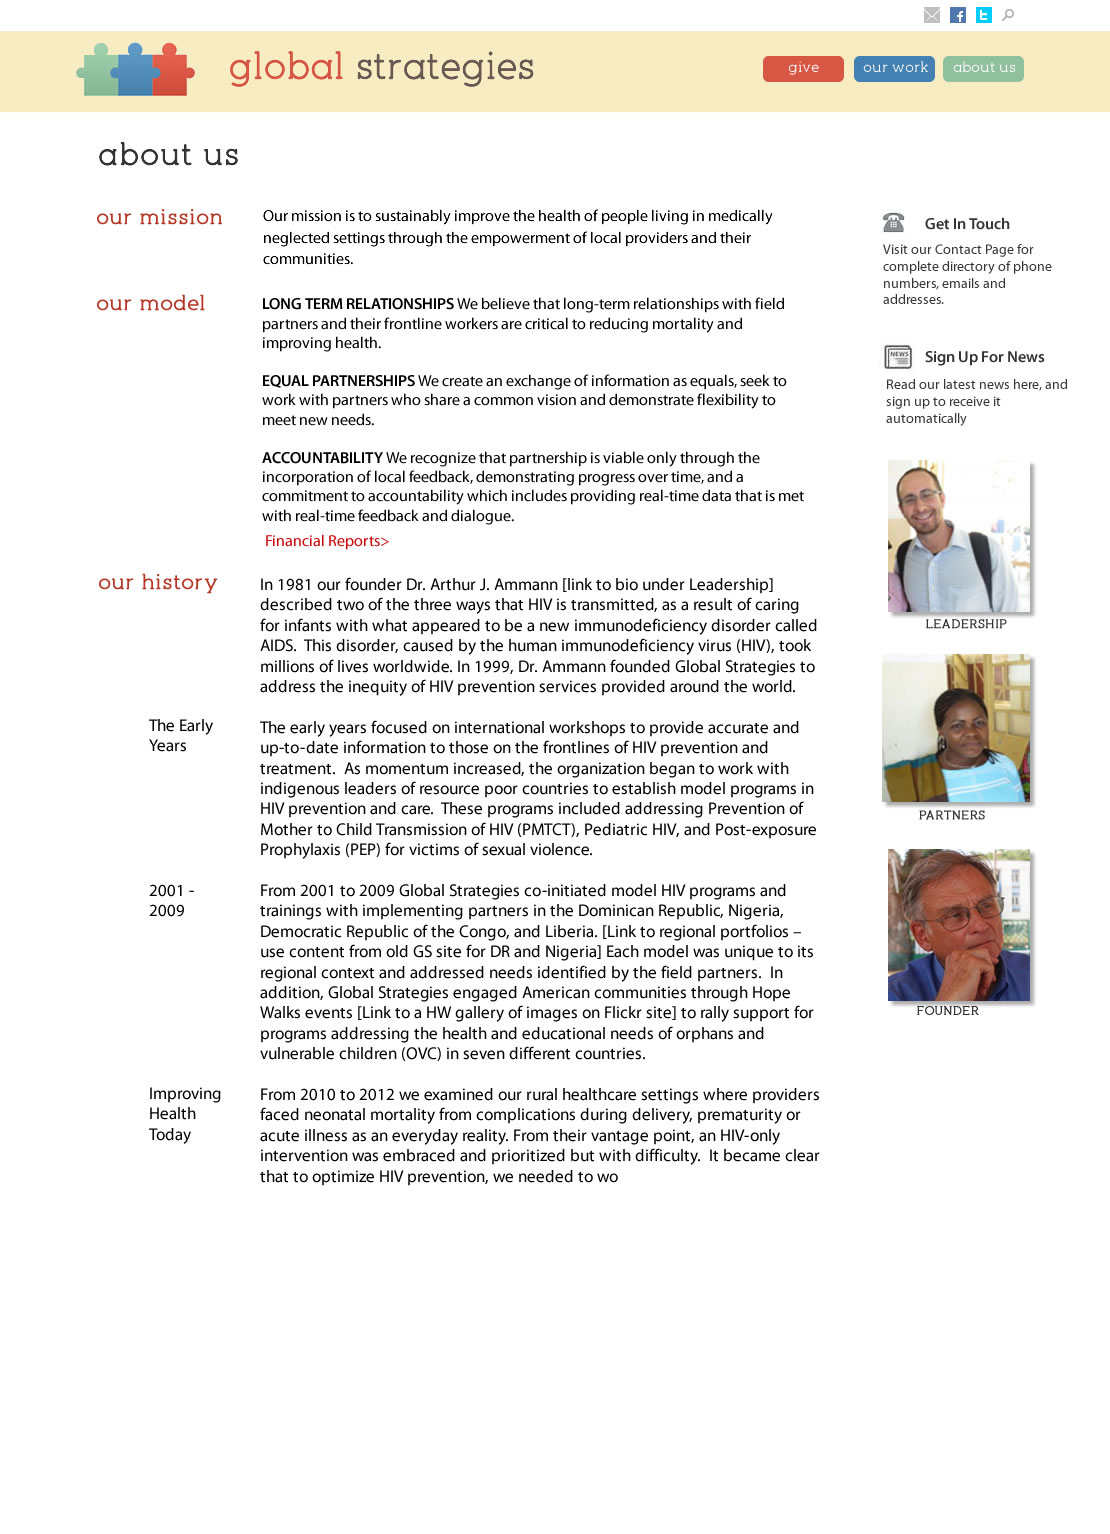 global strategies
give
our work
about us
about us
our mission
Our mission is to sustainably improve the health of people living in medically
neglected settings through the empowerment of local providers and their
communities.
our model
LONG TERM RELATIONSHIPS We believe that long-term relationships with field
partners and their frontline workers are critical to reducing mortality and
improving health.
EQUAL PARTNERSHIPS We create an exchange of information as equals, seek to
work with partners who share a common vision and demonstrate flexibility to
meet new needs.
ACCOUNTABILITY We recognize that partnership is viable only through the
incorporation of local feedback, demonstrating progress over time, and a
commitment to accountability which includes providing real-time data that is met
with real-time feedback and dialogue.
Financial Reports>
our history
In 1981 our founder Dr. Arthur J. Ammann [link to bio under Leadership]
described two of the three ways that HIV is transmitted, as a result of caring
for infants with what appeared to be a new immunodeficiency disorder called
AIDS.  This disorder, caused by the human immunodeficiency virus (HIV), took
millions of lives worldwide. In 1999, Dr. Ammann founded Global Strategies to
address the inequity of HIV prevention services provided around the world.
The Early
Years
The early years focused on international workshops to provide accurate and
up-to-date information to those on the frontlines of HIV prevention and
treatment.  As momentum increased, the organization began to work with
indigenous leaders of resource poor countries to establish model programs in
HIV prevention and care.  These programs included addressing Prevention of
Mother to Child Transmission of HIV (PMTCT), Pediatric HIV, and Post-exposure
Prophylaxis (PEP) for victims of sexual violence.
2001 -
2009
From 2001 to 2009 Global Strategies co-initiated model HIV programs and
trainings with implementing partners in the Dominican Republic, Nigeria,
Democratic Republic of the Congo, and Liberia. [Link to regional portfolios –
use content from old GS site for DR and Nigeria] Each model was unique to its
regional context and addressed needs identified by the field partners.  In
addition, Global Strategies engaged American communities through Hope
Walks events [Link to a HW gallery of images on Flickr site] to rally support for
programs addressing the health and educational needs of orphans and
vulnerable children (OVC) in seven different countries.
Improving
Health
Today
From 2010 to 2012 we examined our rural healthcare settings where providers
faced neonatal mortality from complications during delivery, prematurity or
acute illness as an everyday reality. From their vantage point, an HIV-only
intervention was embraced and prioritized but with difficulty.  It became clear
that to optimize HIV prevention, we needed to wo
Get In Touch
Visit our Contact Page for
complete directory of phone
numbers, emails and
addresses.
NEWS
Sign Up For News
Read our latest news here, and
sign up to receive it
automatically
LEADERSHIP
PARTNERS
FOUNDER